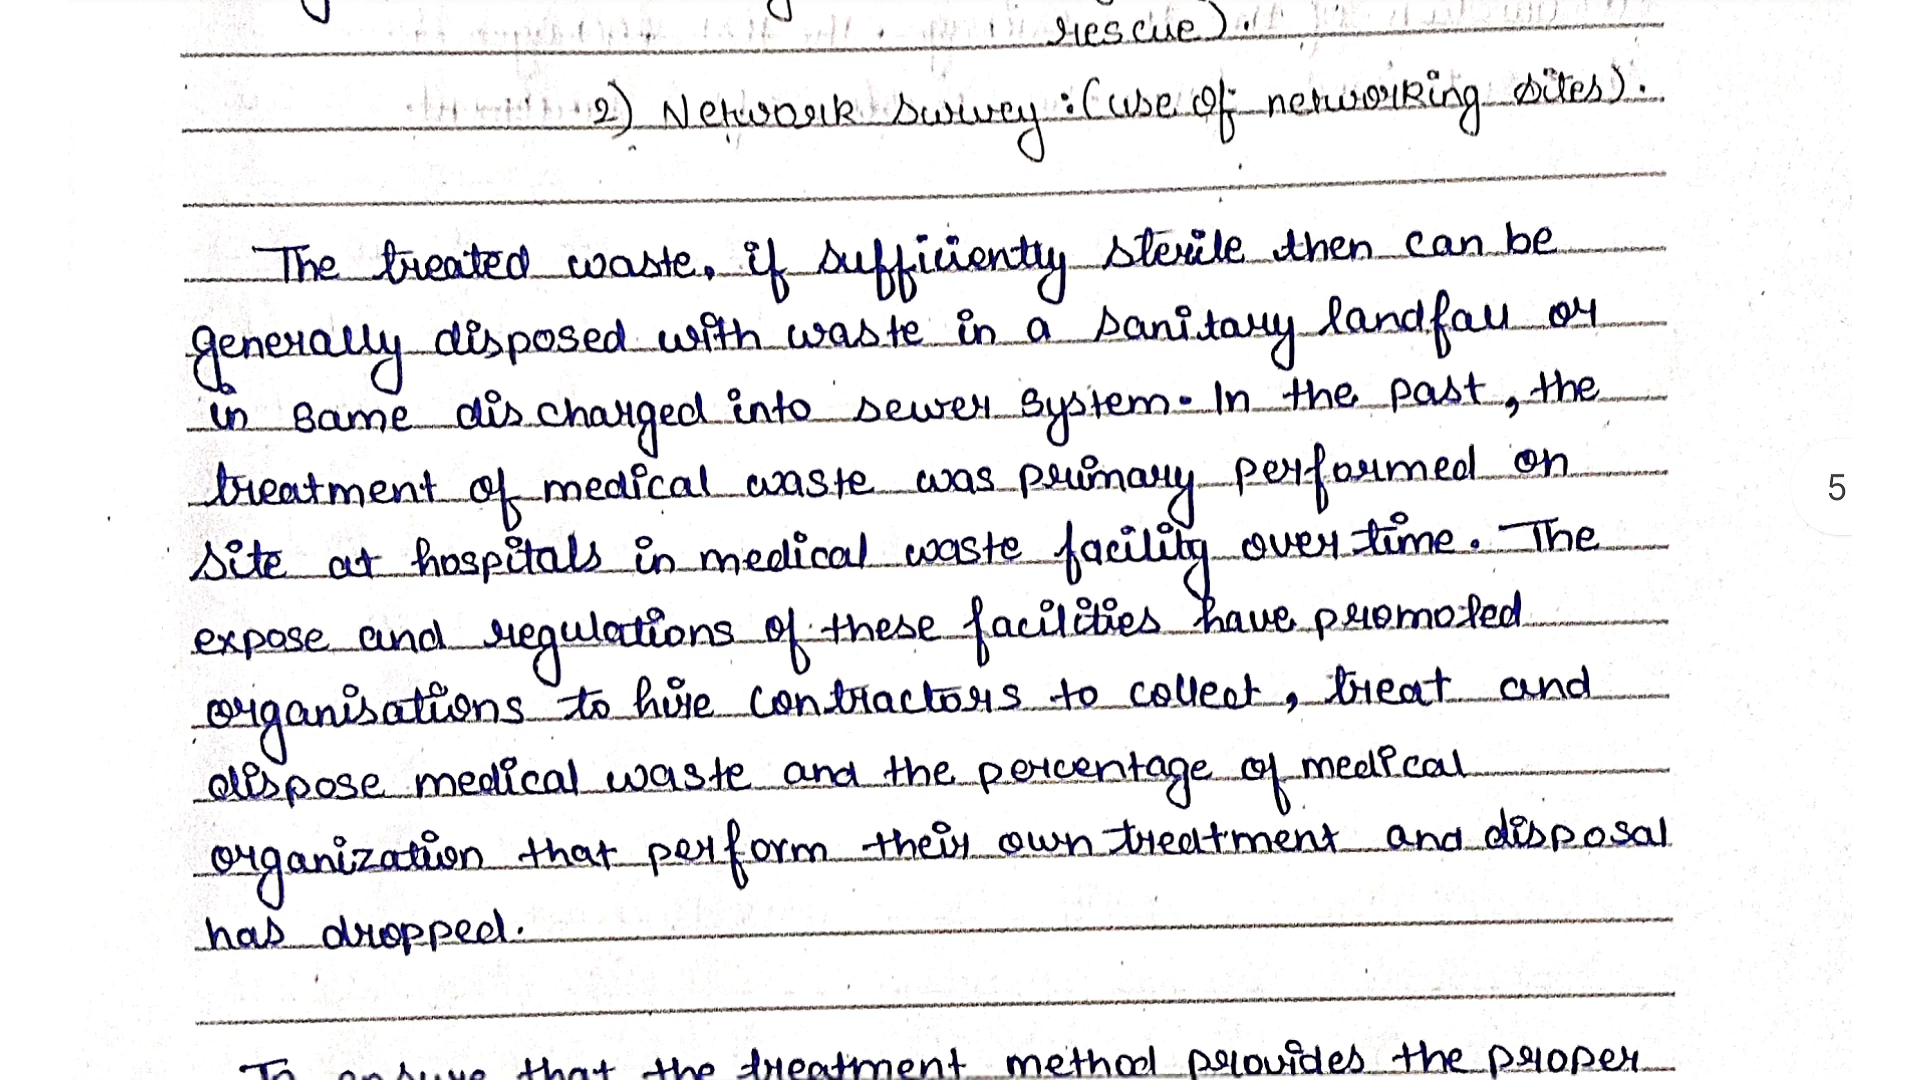 rescue).
2) Network survey :(use of networking sites).
The treated waste, if sufficiently sterile then can be
generally disposed with waste in a sanitary landfall or
in same discharged into sewer system. In the past, the
treatment of medical waste was primary performed on
site at hospitals in medical waste facility over time. The
expose and regulations of these facilities have promoted
organisations to hire contractors to collect, treat and
dispose medical waste and the percentage of medical
organization that perform their own treatment and disposal
has dropped.
To ensure that the treatment method provides the proper
5